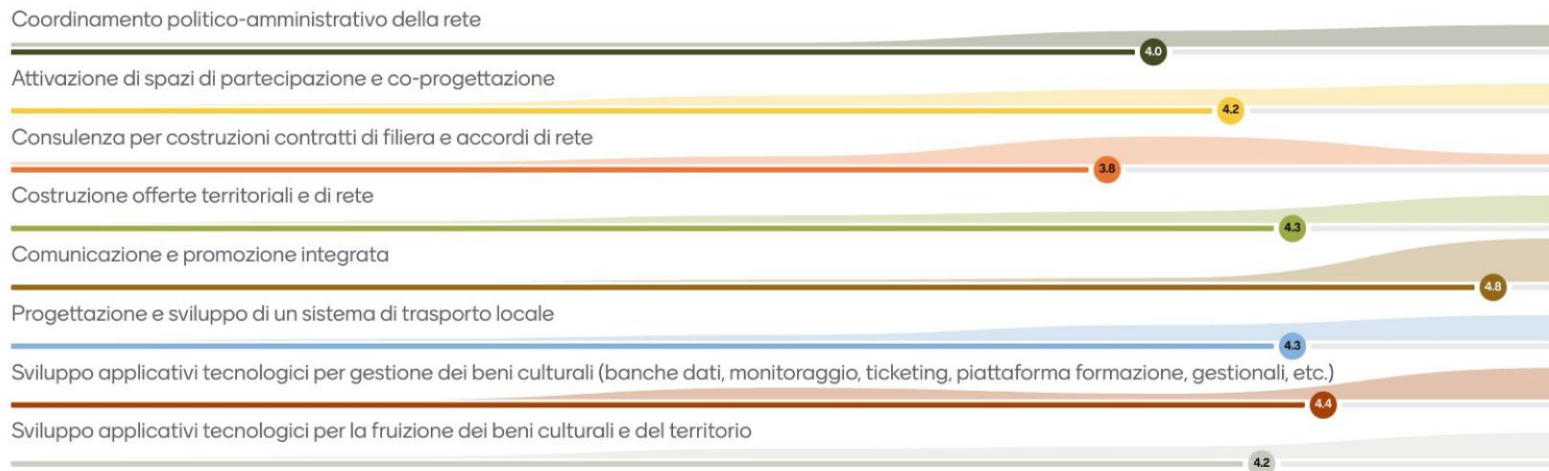 Coordinamento politico-amministrativo della rete
4.0
Attivazione di spazi di partecipazione e co-progettazione
4.2
Consulenza per costruzioni contratti di filiera e accordi di rete
3.8
Costruzione offerte territoriali e di rete
4.3
Comunicazione e promozione integrata
4.8
Progettazione e sviluppo di un sistema di trasporto locale
4.3
Sviluppo applicativi tecnologici per gestione dei beni culturali (banche dati, monitoraggio, ticketing, piattaforma formazione, gestionali, etc.)
4.4
Sviluppo applicativi tecnologici per la fruizione dei beni culturali e del territorio
4.2